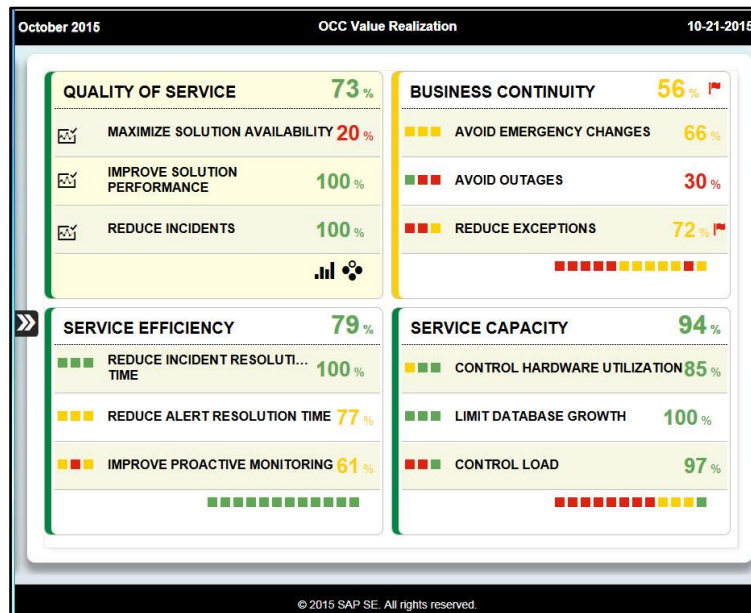 October 2015 OCC Value Realization 10-21-2015
QUALITY OF SERVICE 73 %
MAXIMIZE SOLUTION AVAILABILITY 20 %
IMPROVE SOLUTION
PERFORMANCE 100 %
REDUCE INCIDENTS 100 %
BUSINESS CONTINUITY 56 %
AVOID EMERGENCY CHANGES 66 %
AVOID OUTAGES 30 %
REDUCE EXCEPTIONS 72 %
SERVICE EFFICIENCY 79 %
REDUCE INCIDENT RESOLUTI...
TIME 100 %
REDUCE ALERT RESOLUTION TIME 77 %
IMPROVE PROACTIVE MONITORING 61 %
SERVICE CAPACITY 94 %
CONTROL HARDWARE UTILIZATION 85 %
LIMIT DATABASE GROWTH 100 %
CONTROL LOAD 97 %
© 2015 SAP SE. All rights reserved.